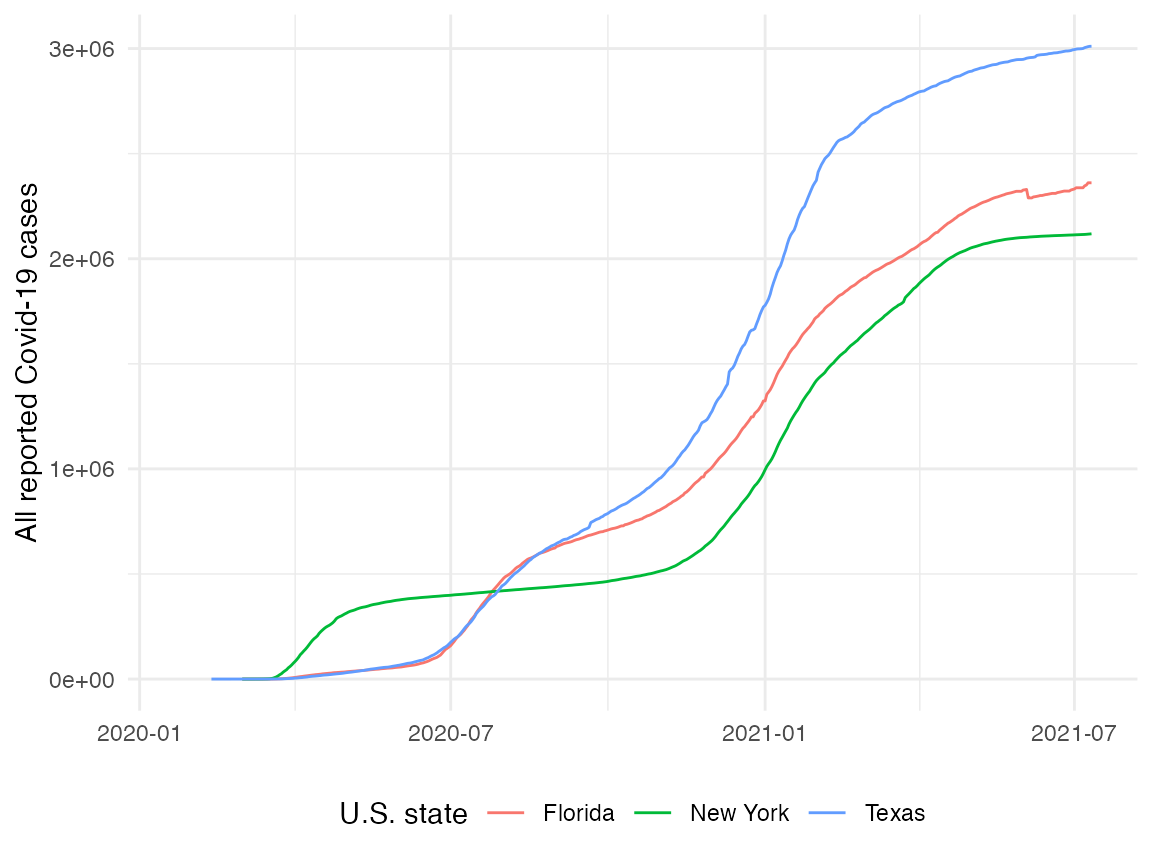 All reported Covid-19 cases
3e+06
2e+06
1e+06
0e+00
2020-01 2020-07 2021-01 2021-07
U.S. state Florida New York Texas